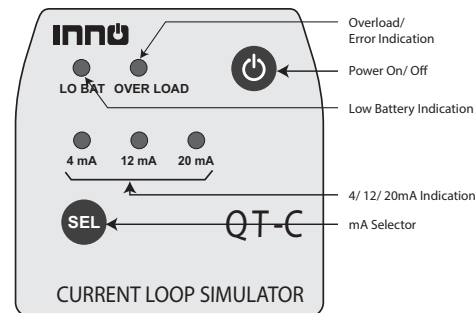 INNO
LO BAT OVER LOAD
4 mA 12 mA 20 mA
SEL
QT-C
CURRENT LOOP SIMULATOR
Overload/
Error Indication
Power On/ Off
Low Battery Indication
4/ 12/ 20mA Indication
mA Selector